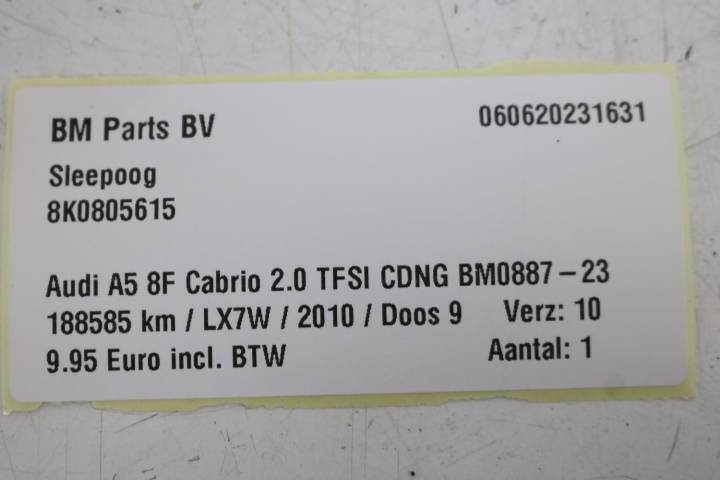 BM Parts BV 060620231631
Sleepoog
8K0805615
Audi A5 8F Cabrio 2.0 TFSI CDNG BM0887-23
188585 km / LX7W / 2010 / Doos 9 Verz: 10
9.95 Euro incl. BTW Aantal: 1